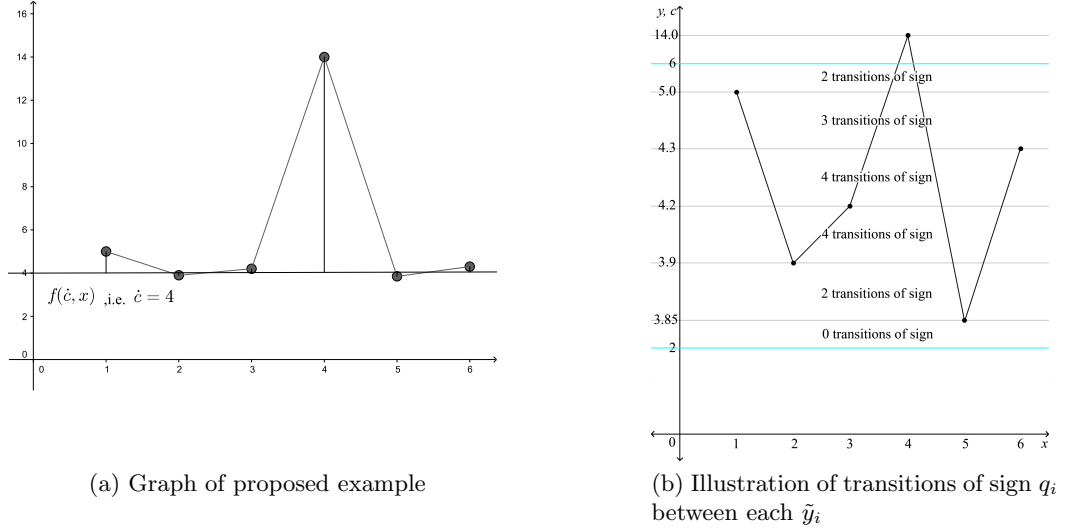 16
14
12
10
8
6
4
2
0
0 1 2 3 4 5 6
f(ċ, x) ,i.e. ċ = 4
(a) Graph of proposed example
y, c
14.0
6
2 transitions of sign
5.0
3 transitions of sign
4.3
4 transitions of sign
4.2
4 transitions of sign
3.9
2 transitions of sign
3.85
0 transitions of sign
2
0 1 2 3 4 5 6 x
(b) Illustration of transitions of sign qᵢ
between each ỹᵢ